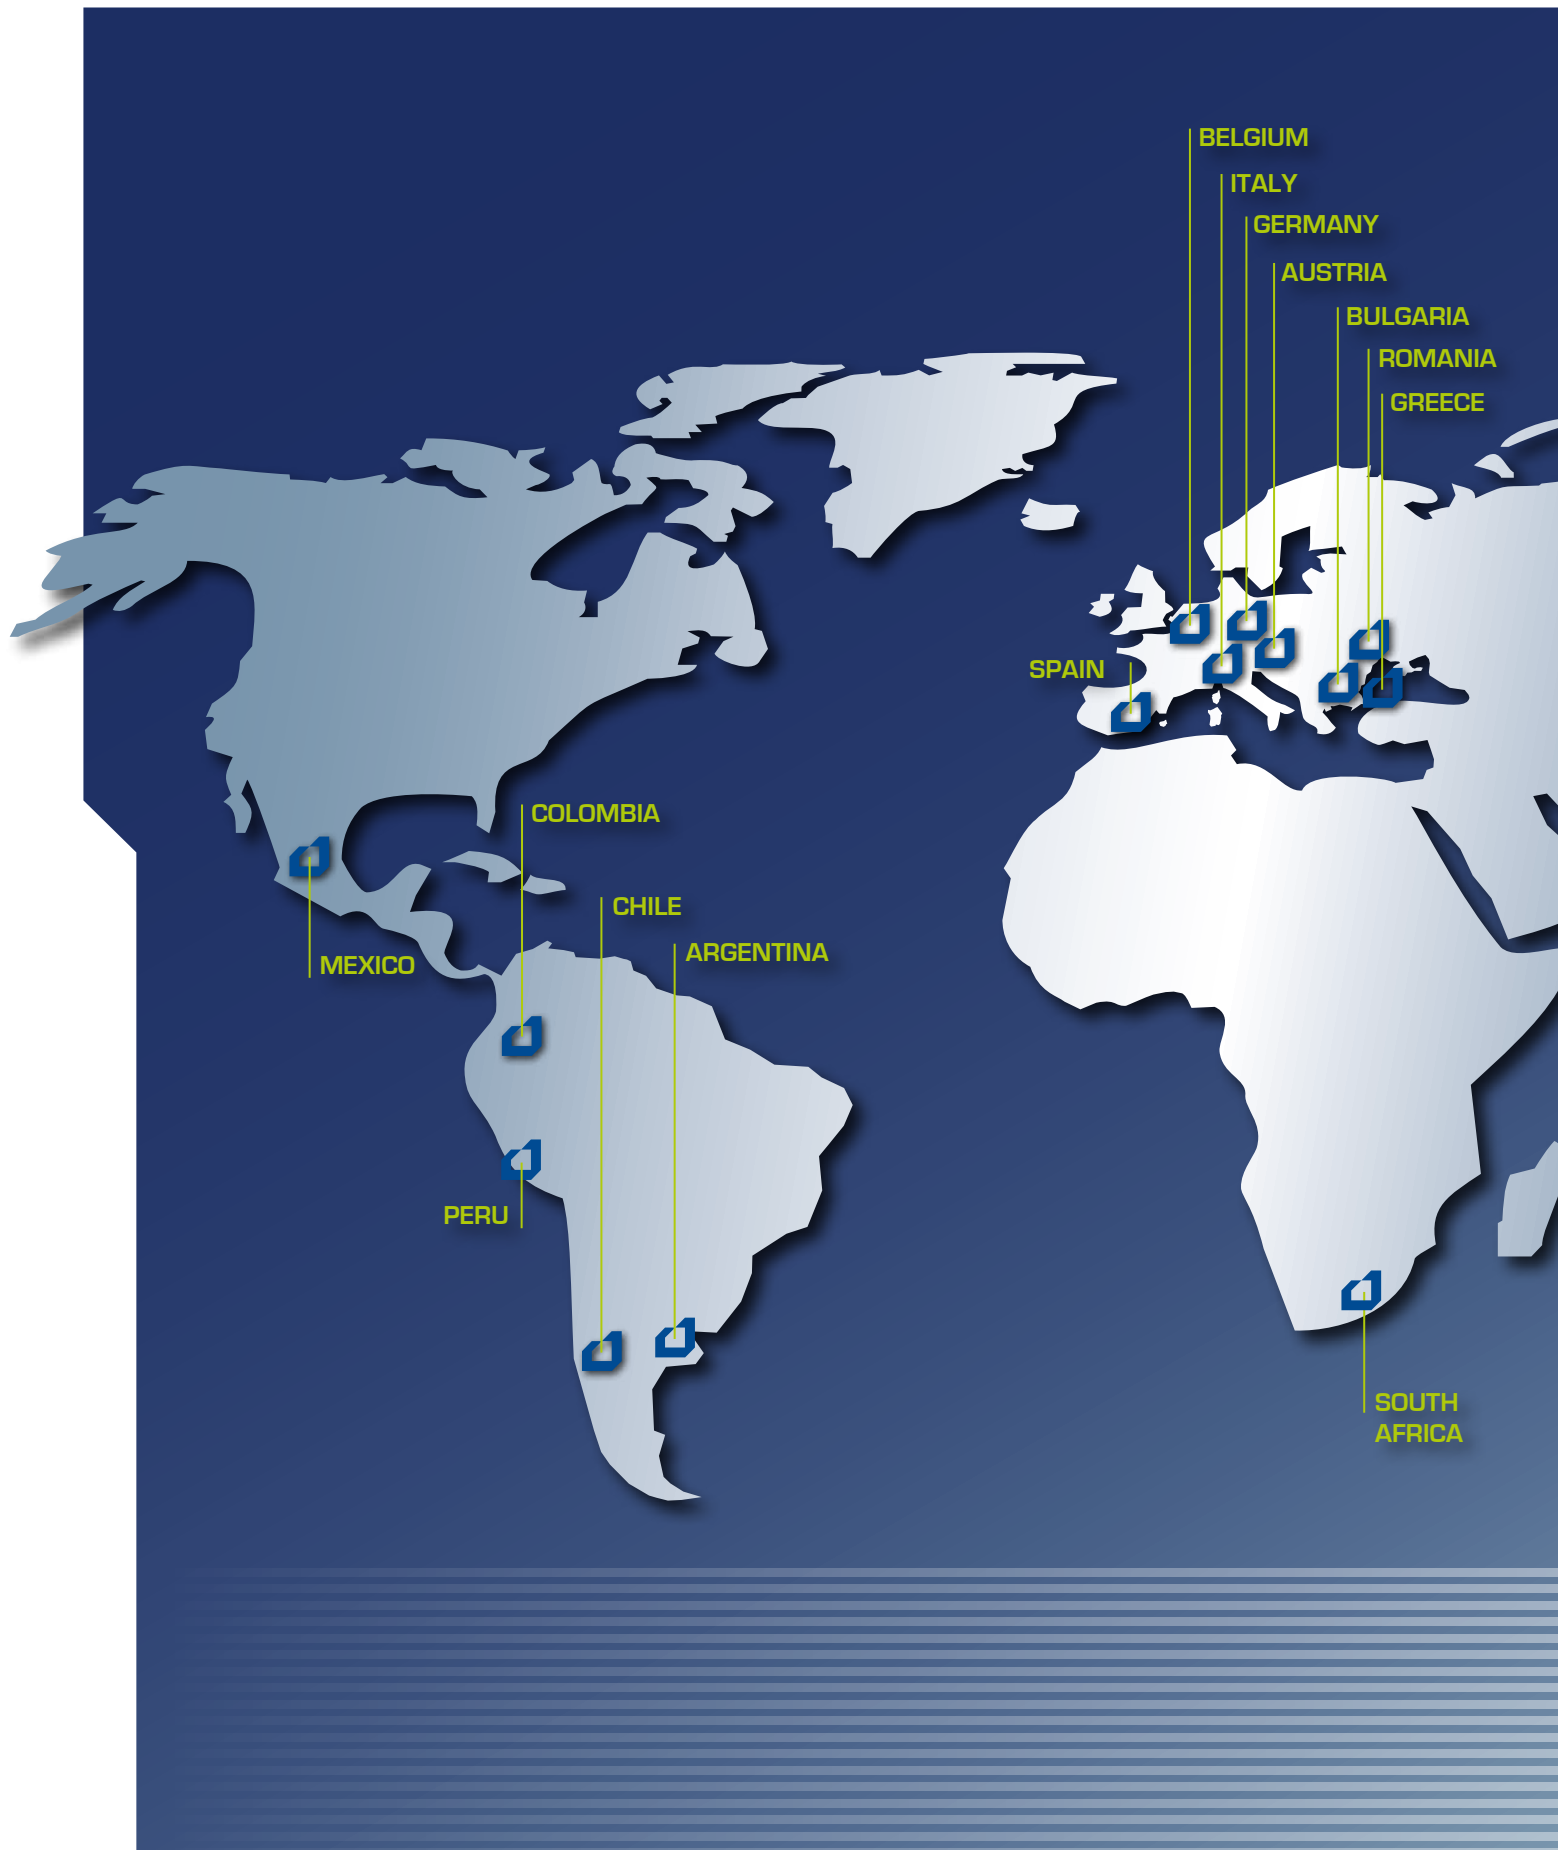 BELGIUM
ITALY
GERMANY
AUSTRIA
BULGARIA
ROMANIA
GREECE
SPAIN
COLOMBIA
CHILE
ARGENTINA
MEXICO
PERU
SOUTH
AFRICA